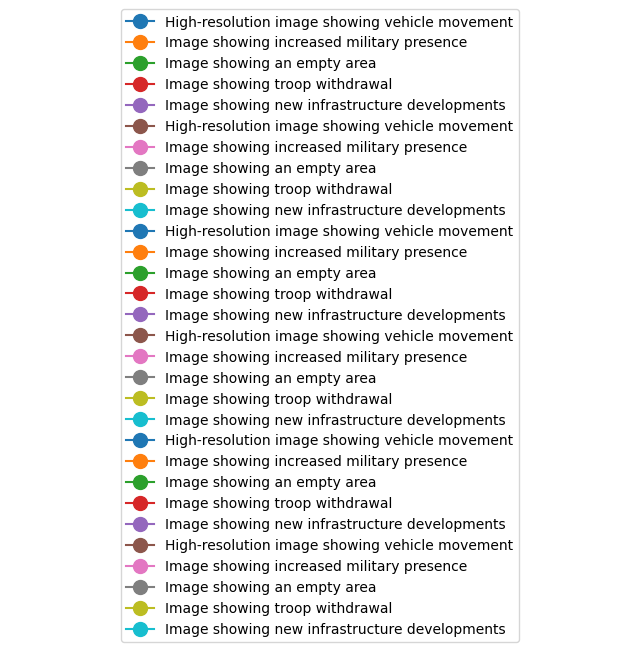 High-resolution image showing vehicle movement
Image showing increased military presence
Image showing an empty area
Image showing troop withdrawal
Image showing new infrastructure developments
High-resolution image showing vehicle movement
Image showing increased military presence
Image showing an empty area
Image showing troop withdrawal
Image showing new infrastructure developments
High-resolution image showing vehicle movement
Image showing increased military presence
Image showing an empty area
Image showing troop withdrawal
Image showing new infrastructure developments
High-resolution image showing vehicle movement
Image showing increased military presence
Image showing an empty area
Image showing troop withdrawal
Image showing new infrastructure developments
High-resolution image showing vehicle movement
Image showing increased military presence
Image showing an empty area
Image showing troop withdrawal
Image showing new infrastructure developments
High-resolution image showing vehicle movement
Image showing increased military presence
Image showing an empty area
Image showing troop withdrawal
Image showing new infrastructure developments